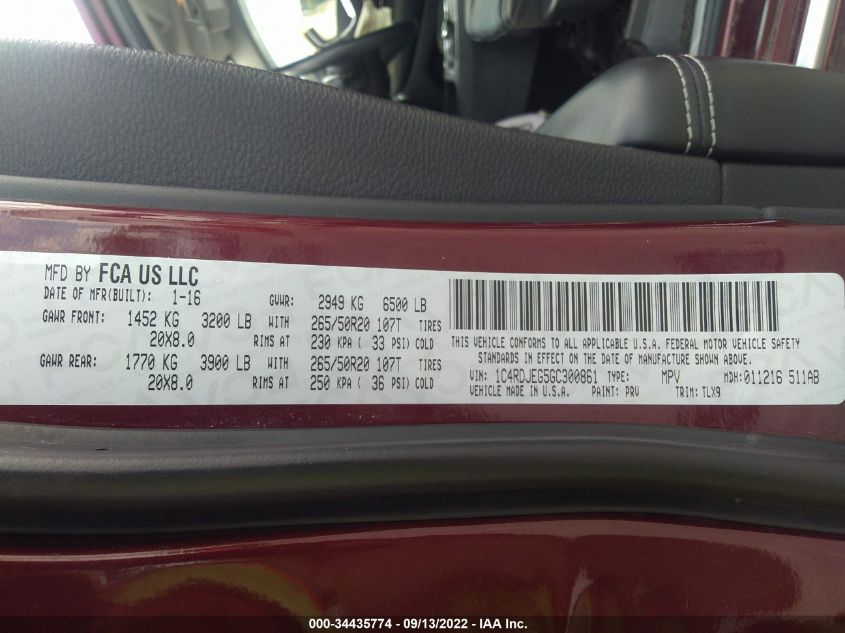 MFD BY FCA US LLC
DATE OF MFR(BUILT): 1-16 GVWR: 2949 KG 6500 LB
GAWR FRONT: 1452 KG 3200 LB WITH 265/50R20 107T TIRES
20X8.0 RIMS AT 230 KPA ( 33 PSI) COLD
GAWR REAR: 1770 KG 3900 LB WITH 265/50R20 107T TIRES
20X8.0 RIMS AT 250 KPA ( 36 PSI) COLD
THIS VEHICLE CONFORMS TO ALL APPLICABLE U.S.A. FEDERAL MOTOR VEHICLE SAFETY
STANDARDS IN EFFECT ON THE DATE OF MANUFACTURE SHOWN ABOVE.
VIN: 1C4RDJEG5GC300861 TYPE: MPV MDH: 011216 511AB
VEHICLE MADE IN U.S.A. PAINT: PRV TRIM: TLX9
000-34435774 - 09/13/2022 - IAA Inc.